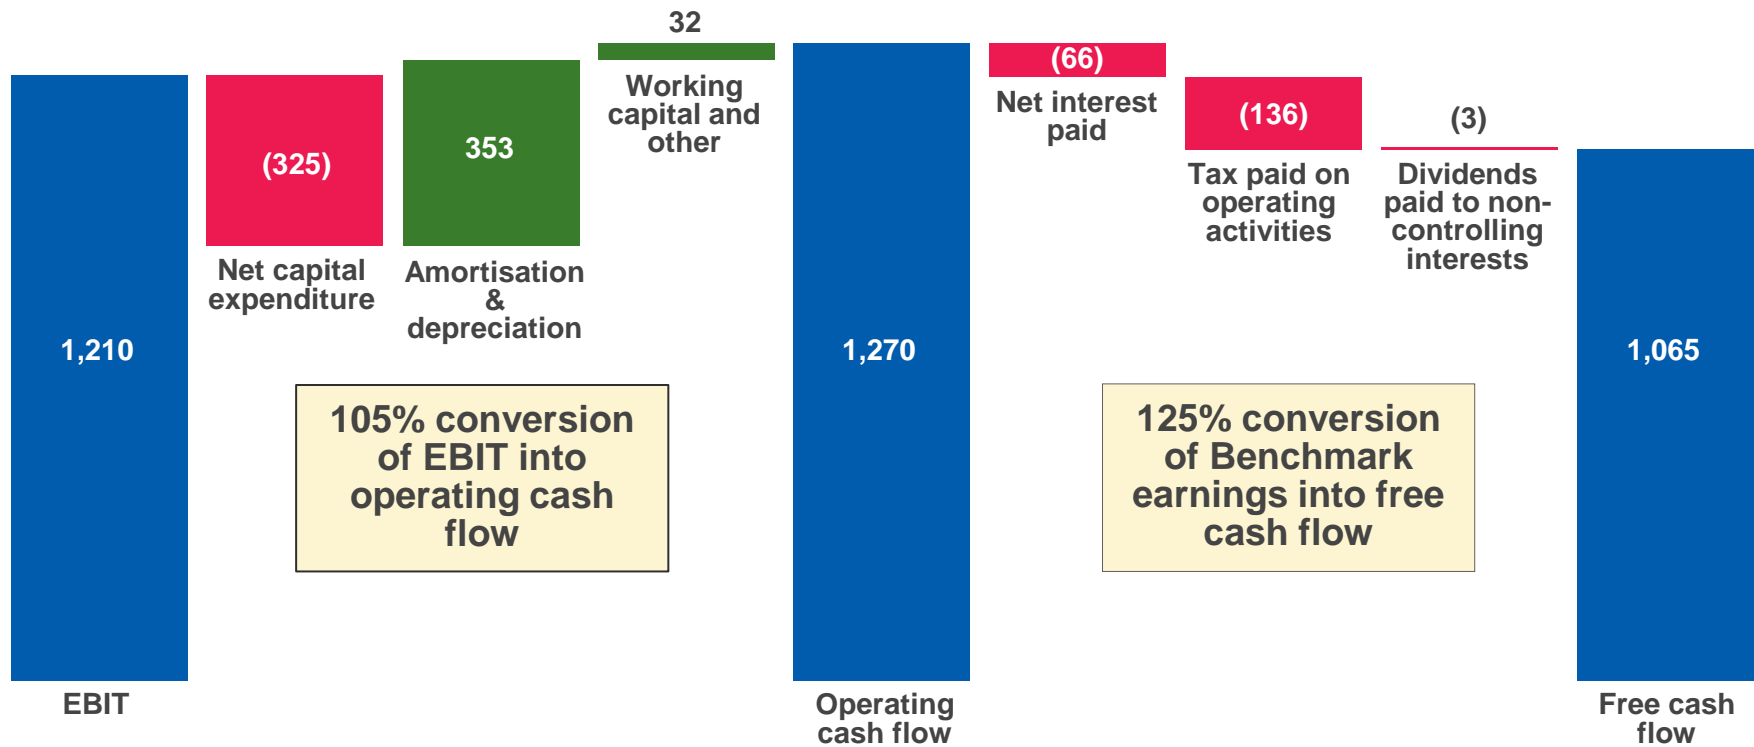 32
Working
capital and
other
(66)
Net interest
paid
(136)
Tax paid on
operating
activities
(3)
Dividends
paid to non-
controlling
interests
(325)
Net capital
expenditure
353
Amortisation
&
depreciation
1,210
EBIT
1,270
Operating
cash flow
1,065
Free cash
flow
105% conversion
of EBIT into
operating cash
flow
125% conversion
of Benchmark
earnings into free
cash flow